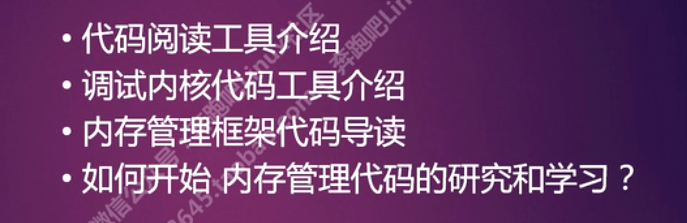 • 代码阅读工具介绍
• 调试内核代码工具介绍
• 内存管理框架代码导读
• 如何开始 内存管理代码的研究和学习？